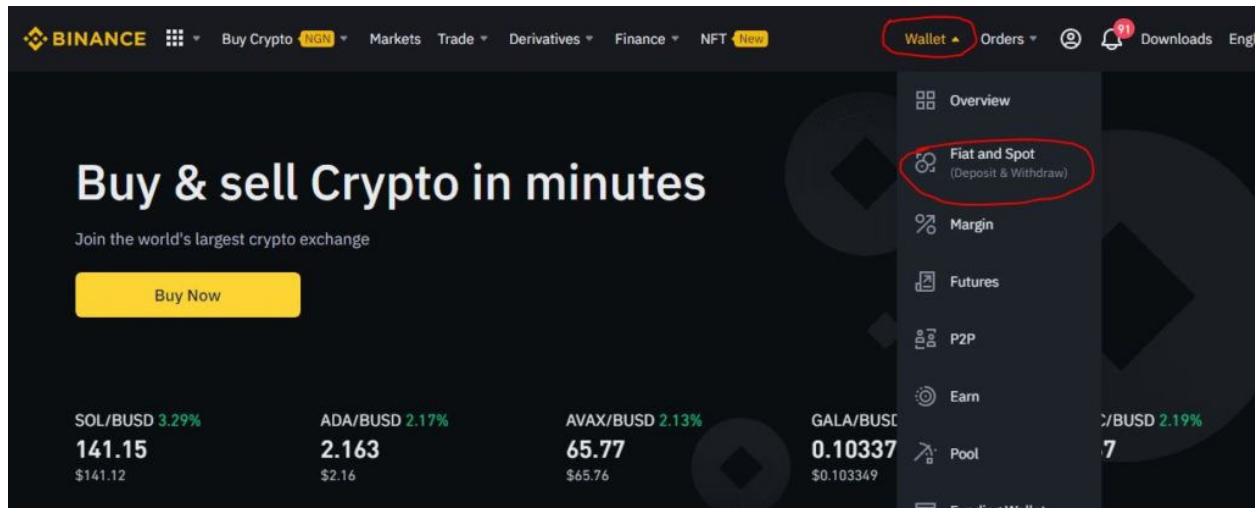 BINANCE Buy Crypto NGN Markets Trade Derivatives Finance NFT New Wallet Orders 91 Downloads Engl
Overview
Fiat and Spot
(Deposit & Withdraw)
Margin
Futures
P2P
Earn
Pool
Buy & sell Crypto in minutes
Join the world's largest crypto exchange
Buy Now
SOL/BUSD 3.29%
141.15
$141.12
ADA/BUSD 2.17%
2.163
$2.16
AVAX/BUSD 2.13%
65.77
$65.76
GALA/BUSD
0.10337
$0.103349
/BUSD 2.19%
7